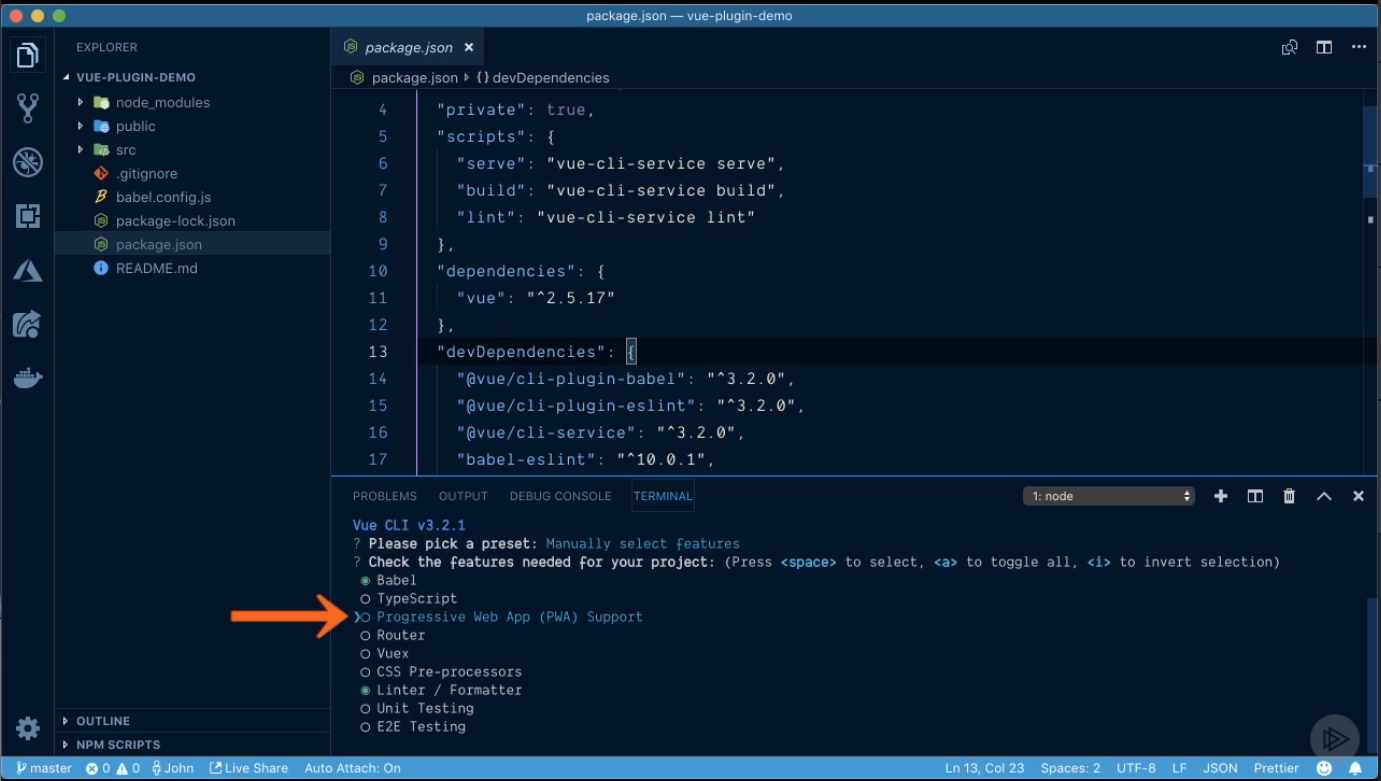 package.json — vue-plugin-demo
EXPLORER
VUE-PLUGIN-DEMO
node_modules
public
src
.gitignore
babel.config.js
package-lock.json
package.json
README.md
OUTLINE
NPM SCRIPTS
package.json ×
package.json {} devDependencies
4 "private": true,
5 "scripts": {
6 "serve": "vue-cli-service serve",
7 "build": "vue-cli-service build",
8 "lint": "vue-cli-service lint"
9 },
10 "dependencies": {
11 "vue": "^2.5.17"
12 },
13 "devDependencies": {
14 "@vue/cli-plugin-babel": "^3.2.0",
15 "@vue/cli-plugin-eslint": "^3.2.0",
16 "@vue/cli-service": "^3.2.0",
17 "babel-eslint": "^10.0.1",
PROBLEMS OUTPUT DEBUG CONSOLE TERMINAL 1: node
Vue CLI v3.2.1
? Please pick a preset: Manually select features
? Check the features needed for your project: (Press <space> to select, <a> to toggle all, <i> to invert selection)
◉ Babel
◯ TypeScript
❯◯ Progressive Web App (PWA) Support
◯ Router
◯ Vuex
◯ CSS Pre-processors
◉ Linter / Formatter
◯ Unit Testing
◯ E2E Testing
master 0 0 John Live Share Auto Attach: On Ln 13, Col 23 Spaces: 2 UTF-8 LF JSON Prettier